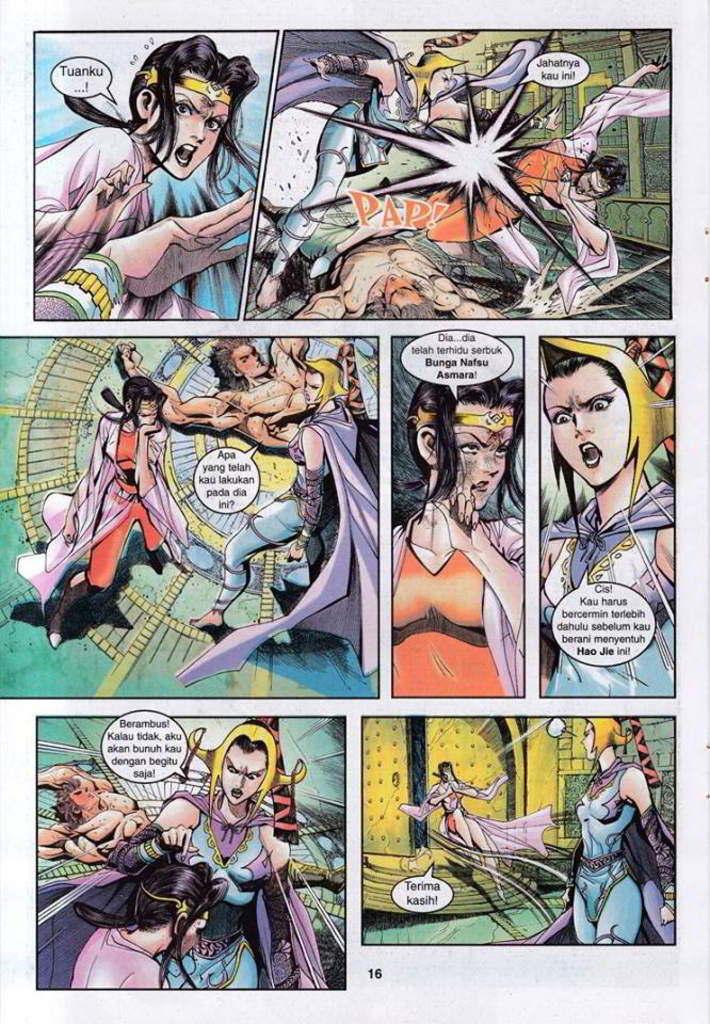 Tuanku
...!
Jahatnya
kau ini!
PAP!
Apa
yang telah
kau lakukan
pada dia
ini?
Dia...dia
telah terhidu serbuk
Bunga Nafsu
Asmara!
Cis!
Kau harus
bercermin terlebih
dahulu sebelum kau
berani menyentuh
Hao Jie ini!
Berambus!
Kalau tidak, aku
akan bunuh kau
dengan begitu
saja!
Terima
kasih!
16